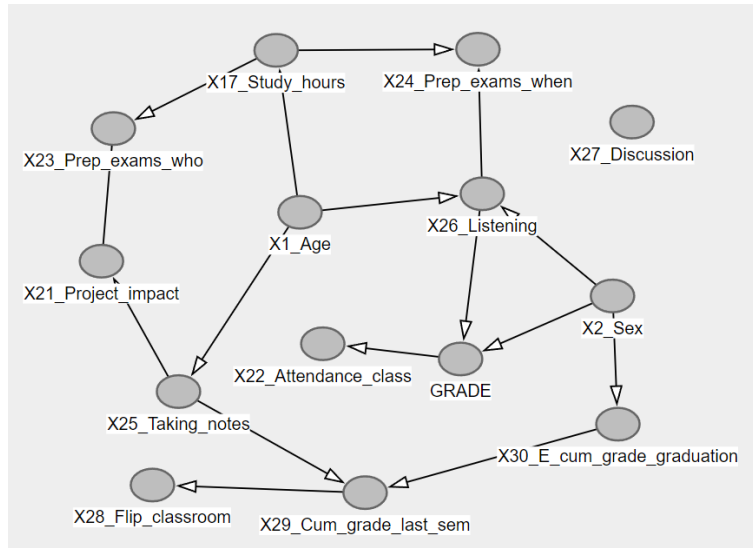 X17_Study_hours
X24_Prep_exams_when
X23_Prep_exams_who
X27_Discussion
X1_Age
X26_Listening
X21_Project_impact
X2_Sex
X22_Attendance_class
GRADE
X25_Taking_notes
X30_E_cum_grade_graduation
X28_Flip_classroom
X29_Cum_grade_last_sem